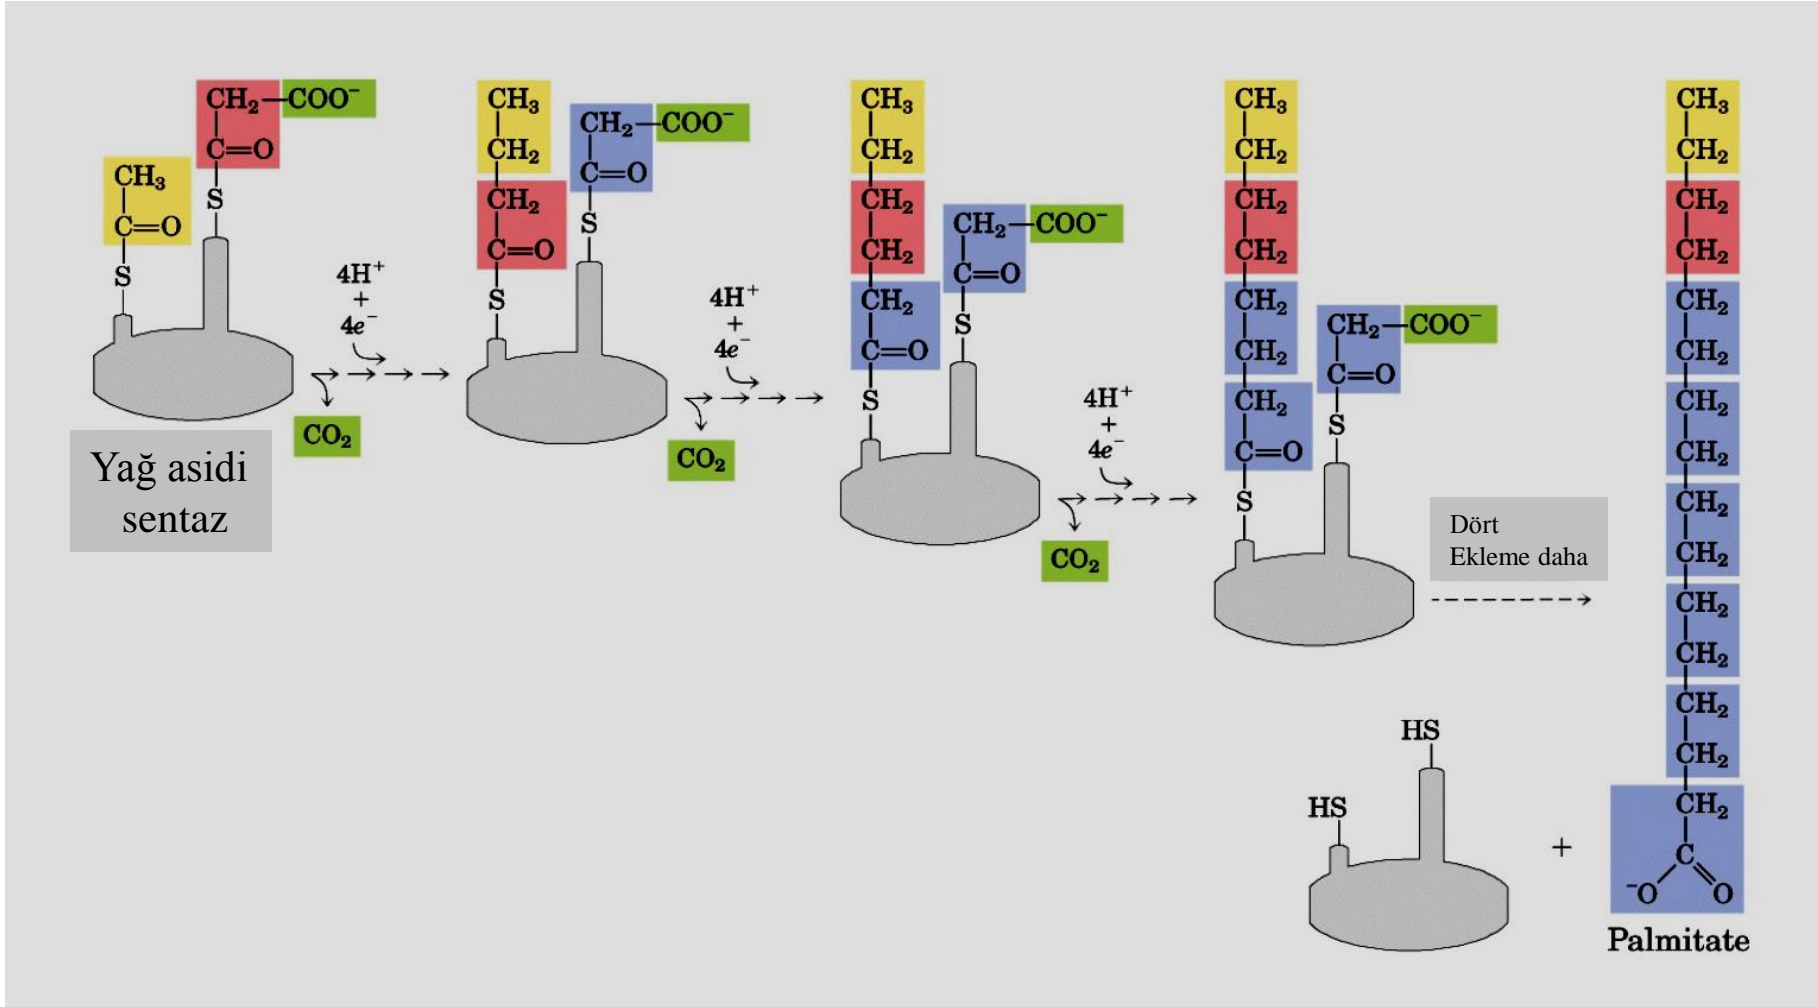 CH₂—COO⁻
C=O
S
CH₃
C=O
S
4H⁺
+
4e⁻
CO₂
Yağ asidi
sentaz
CH₃
CH₂
CH₂
C=O
S
CH₂—COO⁻
C=O
S
4H⁺
+
4e⁻
CO₂
CH₃
CH₂
CH₂
CH₂
CH₂
C=O
S
CH₂—COO⁻
C=O
S
4H⁺
+
4e⁻
CO₂
CH₃
CH₂
CH₂
CH₂
CH₂
CH₂
CH₂
C=O
S
CH₂—COO⁻
C=O
S
Dört
Ekleme daha
CH₃
CH₂
CH₂
CH₂
CH₂
CH₂
CH₂
CH₂
CH₂
CH₂
CH₂
CH₂
CH₂
CH₂
CH₂
C
⁻O O
HS
HS
+
Palmitate